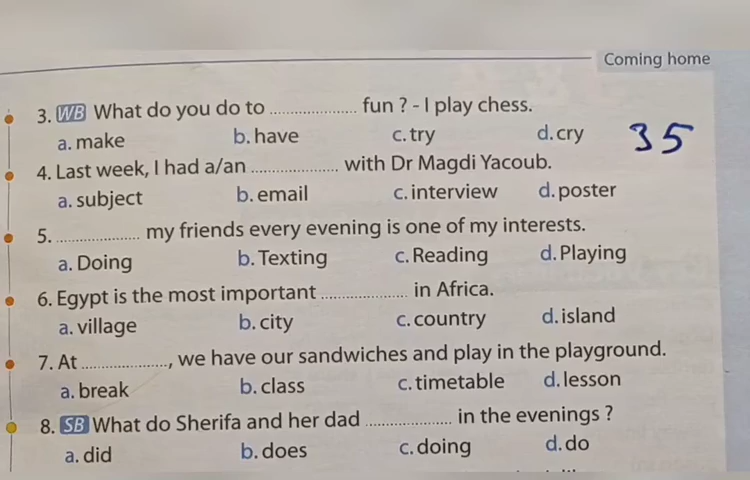 Coming home
3. WB What do you do to .................. fun ? - I play chess.
a. make b. have c. try d. cry
35
4. Last week, I had a/an .................. with Dr Magdi Yacoub.
a. subject b. email c. interview d. poster
5. .................. my friends every evening is one of my interests.
a. Doing b. Texting c. Reading d. Playing
6. Egypt is the most important .................. in Africa.
a. village b. city c. country d. island
7. At .................., we have our sandwiches and play in the playground.
a. break b. class c. timetable d. lesson
8. SB What do Sherifa and her dad .................. in the evenings ?
a. did b. does c. doing d. do